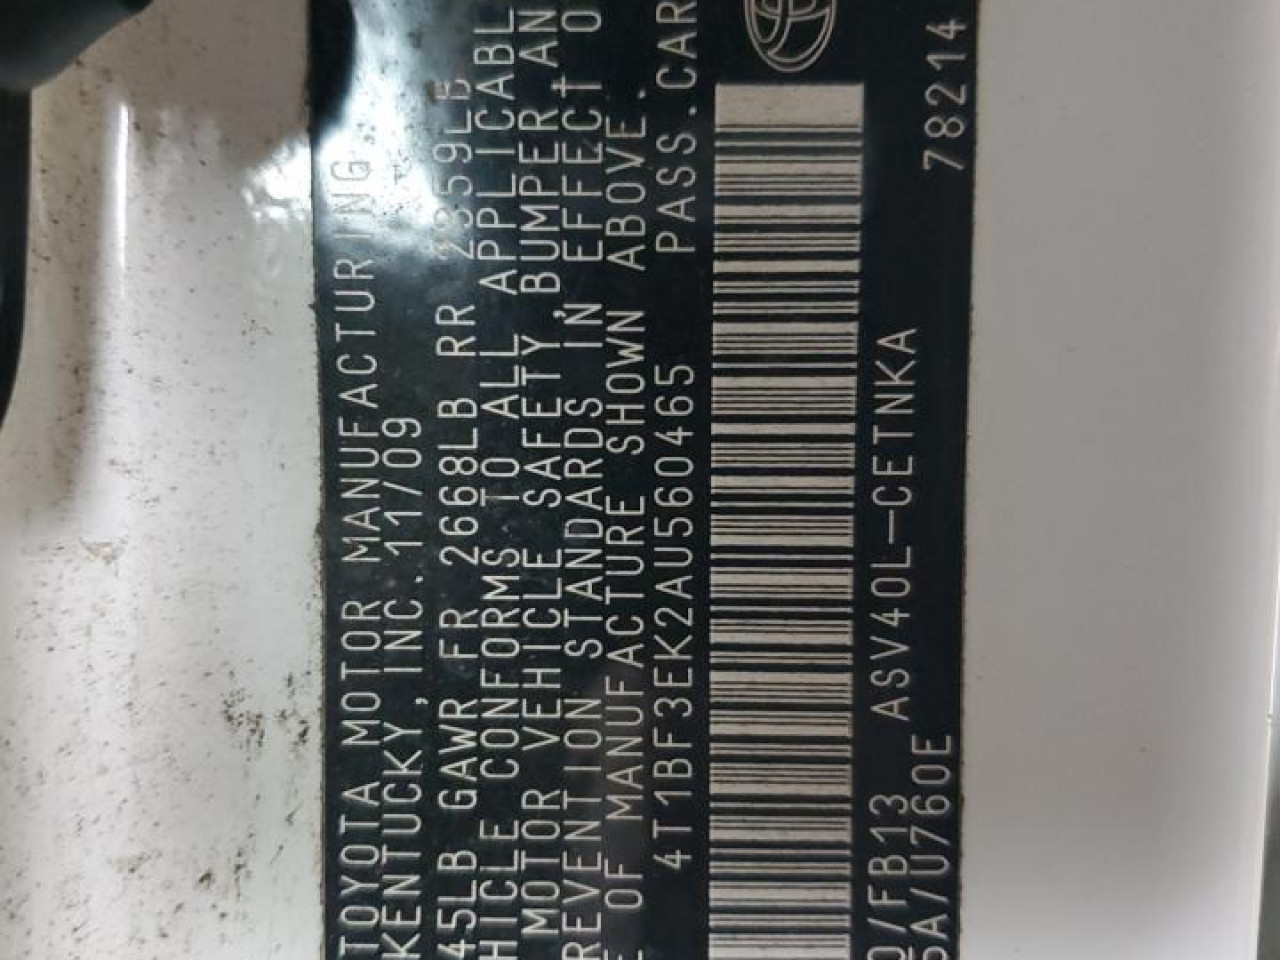 TOYOTA MOTOR MANUFACTURING,
KENTUCKY, INC. 11/09
45LB GAWR FR 2668LB RR 2359LB
HICLE CONFORMS TO ALL APPLICABL
MOTOR VEHICLE SAFETY, BUMPER AN
REVENTION STANDARDS IN EFFECT O
E OF MANUFACTURE SHOWN ABOVE.
4T1BF3EK2AU560465 PASS.CAR
/FB13 ASV40L-CETNKA
A/0760E 78214